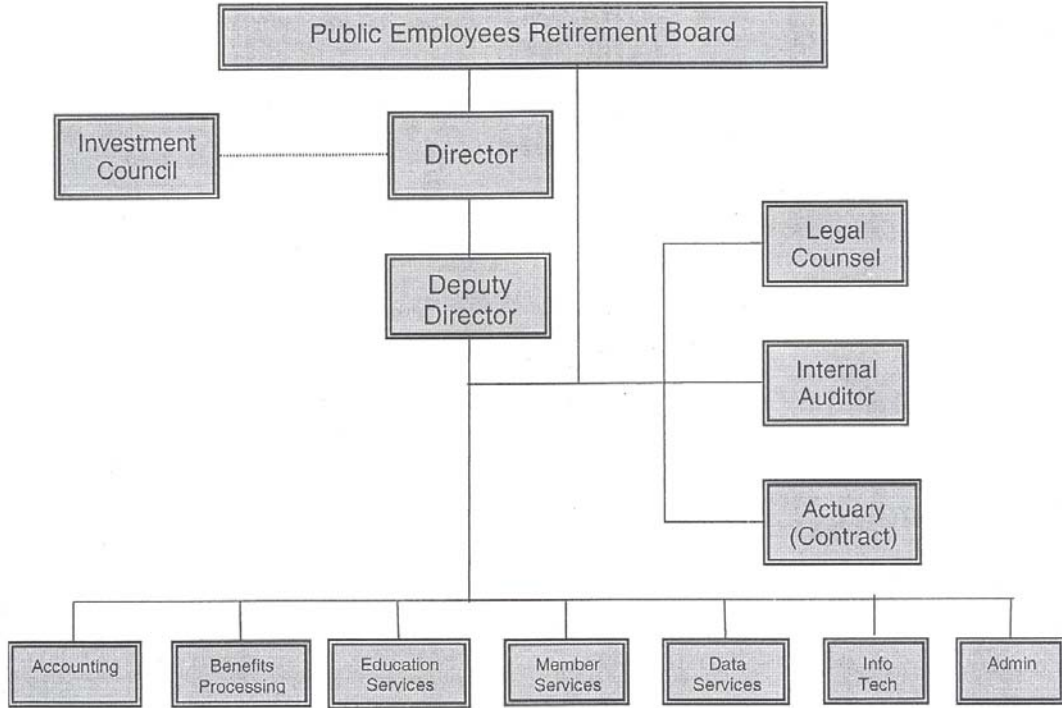 Public Employees Retirement Board
Investment
Council
Director
Legal
Counsel
Deputy
Director
Internal
Auditor
Actuary
(Contract)
Accounting
Benefits
Processing
Education
Services
Member
Services
Data
Services
Info
Tech
Admin